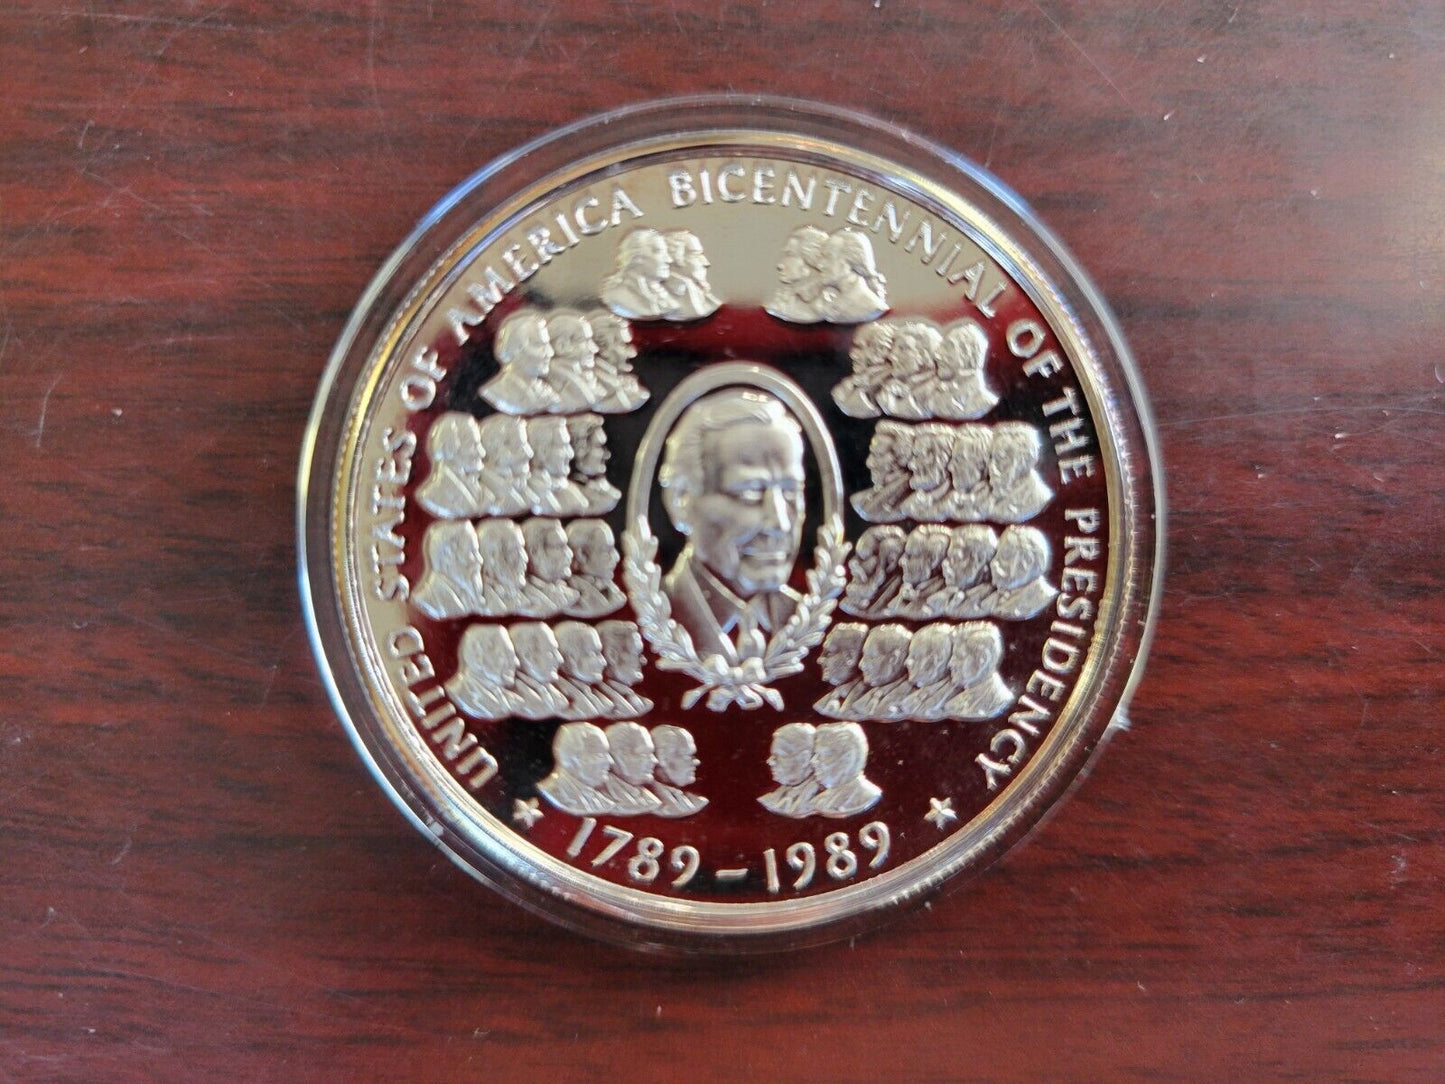 UNITED STATES OF AMERICA BICENTENNIAL OF THE PRESIDENCY
1789-1989